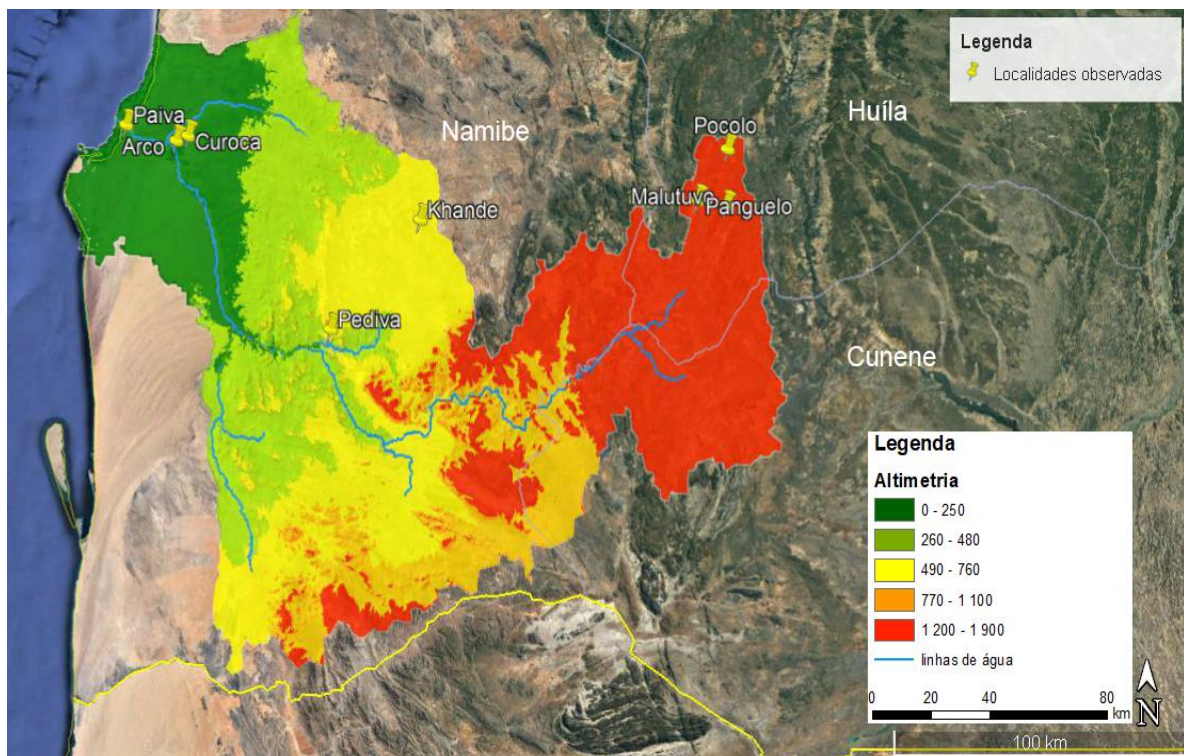 Legenda
Localidades observadas
Huíla
Namibe
Pocolo
Paiva
Arco
Curoca
Malutuvo
Panguelo
Khande
Pediva
Cunene
Legenda
Altimetria
0 - 250
260 - 480
490 - 760
770 - 1 100
1 200 - 1 900
linhas de água
0 20 40 80
km
N
100 km